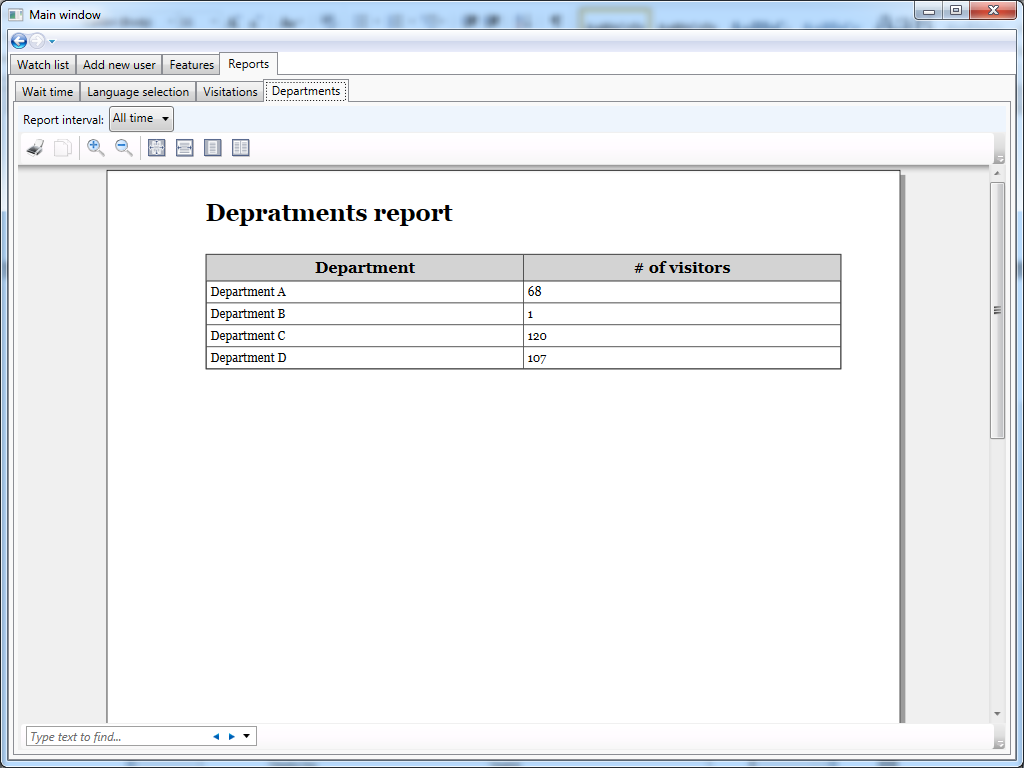 Main window
Watch list Add new user Features Reports
Wait time Language selection Visitations Departments
Report interval: All time
Depratments report
Department # of visitors
Department A 68
Department B 1
Department C 120
Department D 107
Type text to find...